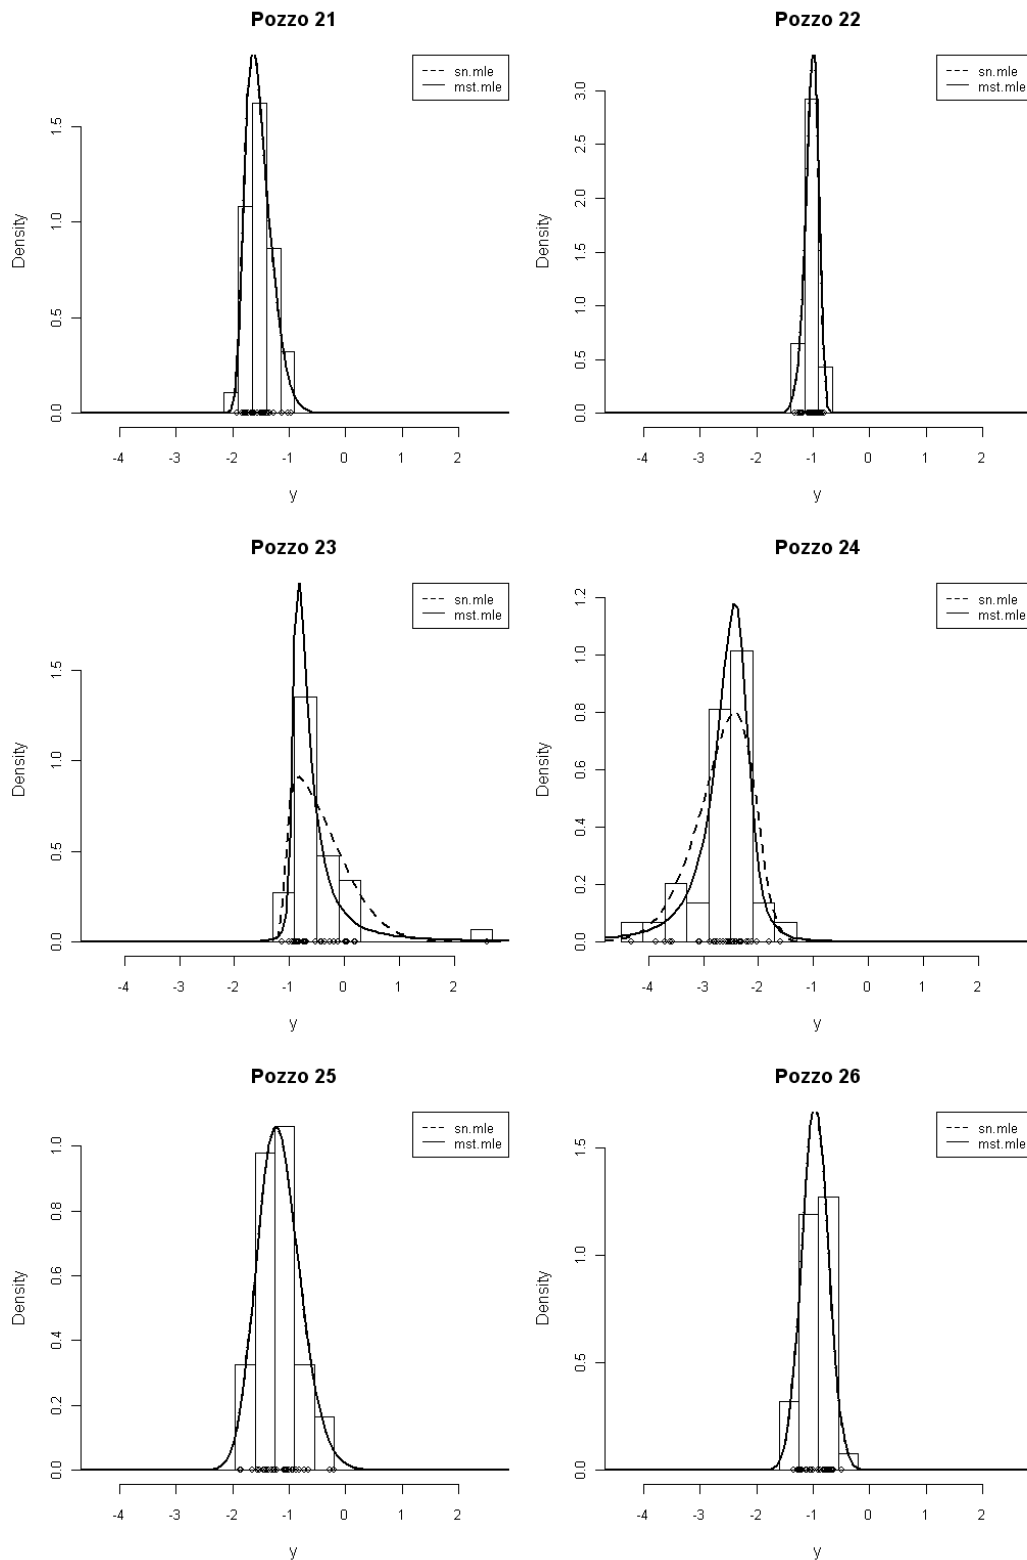 Pozzo 21
sn.mle
mst.mle
Density
0.0 0.5 1.0 1.5
-4 -3 -2 -1 0 1 2
y
Pozzo 22
sn.mle
mst.mle
Density
0.0 0.5 1.0 1.5 2.0 2.5 3.0
-4 -3 -2 -1 0 1 2
y
Pozzo 23
sn.mle
mst.mle
Density
0.0 0.5 1.0 1.5
-4 -3 -2 -1 0 1 2
y
Pozzo 24
sn.mle
mst.mle
Density
0.0 0.2 0.4 0.6 0.8 1.0 1.2
-4 -3 -2 -1 0 1 2
y
Pozzo 25
sn.mle
mst.mle
Density
0.0 0.2 0.4 0.6 0.8 1.0
-4 -3 -2 -1 0 1 2
y
Pozzo 26
sn.mle
mst.mle
Density
0.0 0.5 1.0 1.5
-4 -3 -2 -1 0 1 2
y